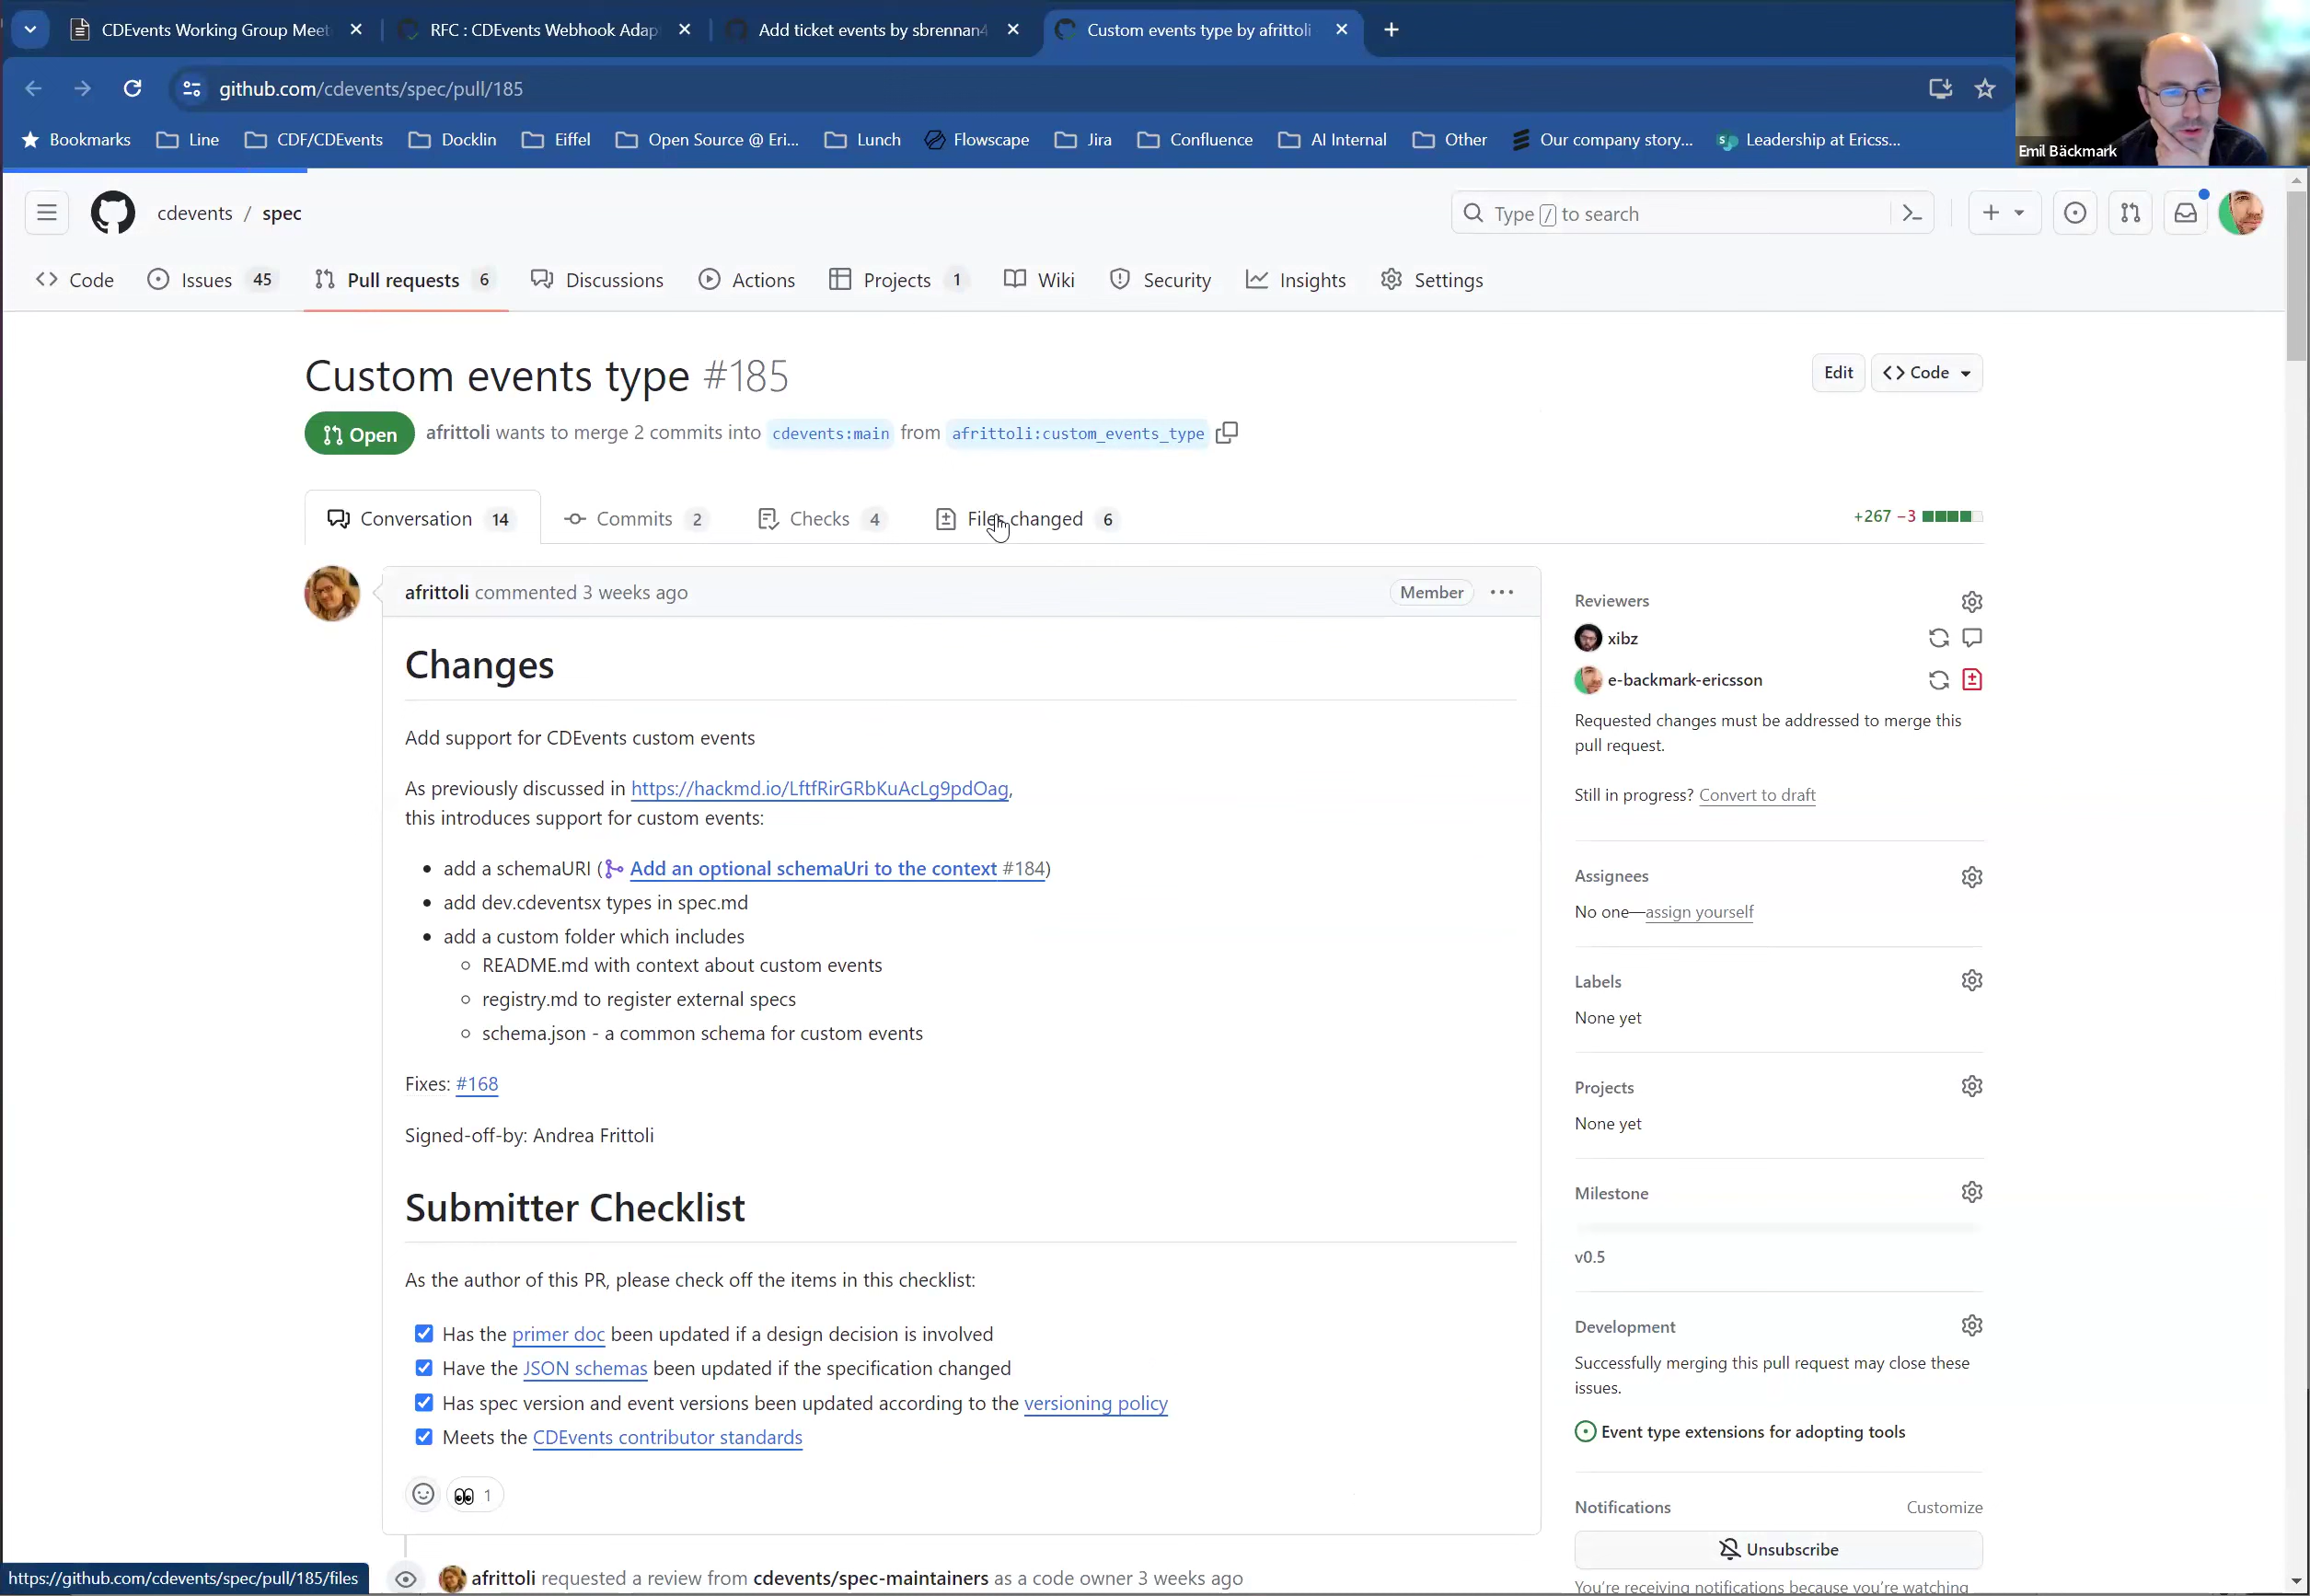 CDEvents Working Group Meet
RFC : CDEvents Webhook Adap
Add ticket events by sbrennan4
Custom events type by afrittoli
github.com/cdevents/spec/pull/185
Bookmarks
Line
CDF/CDEvents
Docklin
Eiffel
Open Source @ Eri...
Lunch
Flowscape
Jira
Confluence
AI Internal
Other
Our company story...
Leadership at Ericss...
Emil Bäckmark
cdevents / spec
Type / to search
Code
Issues 45
Pull requests 6
Discussions
Actions
Projects 1
Wiki
Security
Insights
Settings
Custom events type #185
Edit
Code
Open
afrittoli wants to merge 2 commits into cdevents:main from afrittoli:custom_events_type
Conversation 14
Commits 2
Checks 4
Files changed 6
+267 −3
afrittoli commented 3 weeks ago
Member
Changes
Add support for CDEvents custom events
As previously discussed in https://hackmd.io/LftfRirGRbKuAcLg9pdOag,
this introduces support for custom events:
add a schemaURI ( Add an optional schemaUri to the context #184)
add dev.cdeventsx types in spec.md
add a custom folder which includes
README.md with context about custom events
registry.md to register external specs
schema.json - a common schema for custom events
Fixes: #168
Signed-off-by: Andrea Frittoli
Submitter Checklist
As the author of this PR, please check off the items in this checklist:
Has the primer doc been updated if a design decision is involved
Have the JSON schemas been updated if the specification changed
Has spec version and event versions been updated according to the versioning policy
Meets the CDEvents contributor standards
1
afrittoli requested a review from cdevents/spec-maintainers as a code owner 3 weeks ago
Reviewers
xibz
e-backmark-ericsson
Requested changes must be addressed to merge this
pull request.
Still in progress? Convert to draft
Assignees
No one—assign yourself
Labels
None yet
Projects
None yet
Milestone
v0.5
Development
Successfully merging this pull request may close these
issues.
Event type extensions for adopting tools
Notifications
Customize
Unsubscribe
You're receiving notifications because you're watching
https://github.com/cdevents/spec/pull/185/files